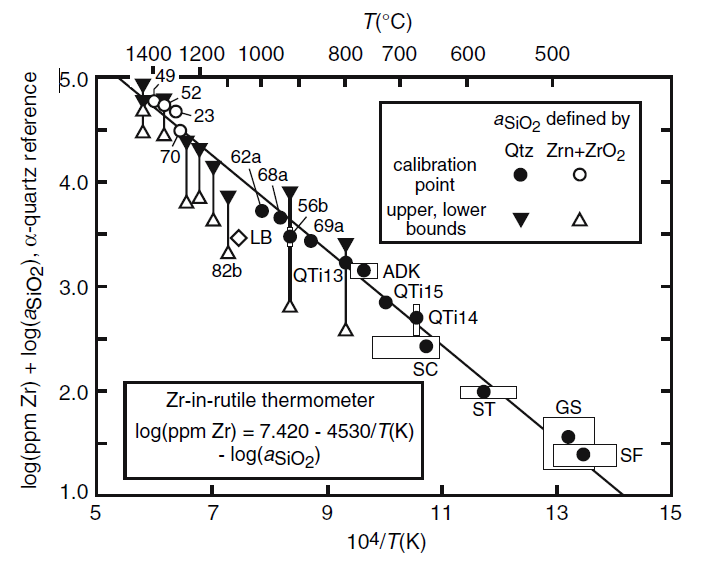 T(°C)
1400 1200 1000 800 700 600 500
log(ppm Zr) + log(aSiO2), α-quartz reference
5.0
4.0
3.0
2.0
1.0
49
52
23
70
62a
68a
56b
69a
LB
82b
QTi13
ADK
QTi15
QTi14
SC
ST
GS
SF
aSiO2 defined by
Qtz Zrn+ZrO2
calibration
point
upper, lower
bounds
Zr-in-rutile thermometer
log(ppm Zr) = 7.420 - 4530/T(K)
- log(aSiO2)
5 7 9 11 13 15
10⁴/T(K)